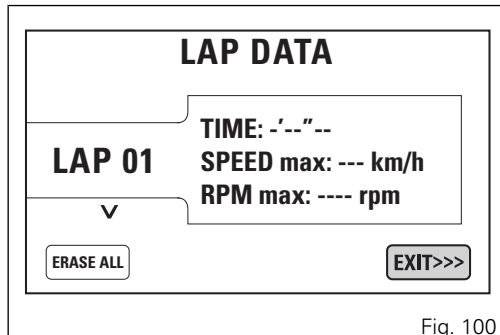 LAP DATA
LAP 01
TIME: -'--"--
SPEED max: --- km/h
RPM max: ---- rpm
ERASE ALL
EXIT>>>
Fig. 100